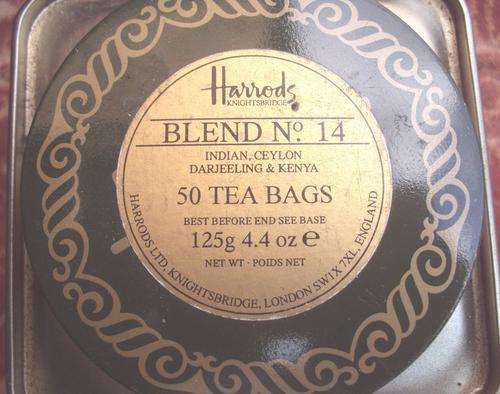 Harrods
KNIGHTSBRIDGE
BLEND No. 14
INDIAN, CEYLON
DARJEELING & KENYA
50 TEA BAGS
BEST BEFORE END SEE BASE
125g 4.4 oz ℮
NET WT · POIDS NET
HARRODS LTD, KNIGHTSBRIDGE, LONDON SW1X 7XL, ENGLAND